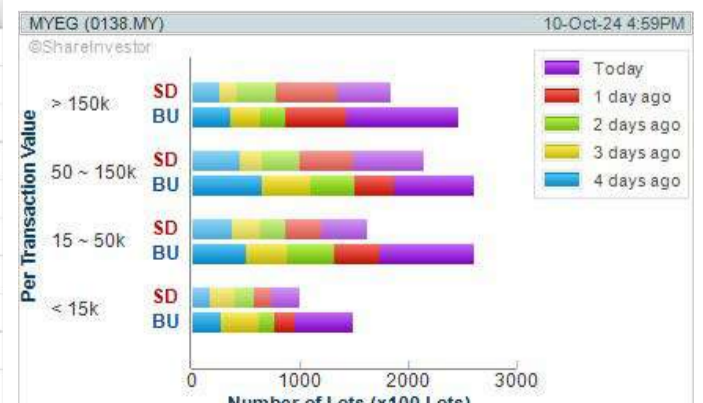 MYEG (0138.MY) 10-Oct-24 4:59PM
©ShareInvestor
Today
1 day ago
2 days ago
3 days ago
4 days ago
Per Transaction Value
> 150k
SD
BU
50 ~ 150k
SD
BU
15 ~ 50k
SD
BU
< 15k
SD
BU
0 1000 2000 3000
Number of Lots (x100 Lots)